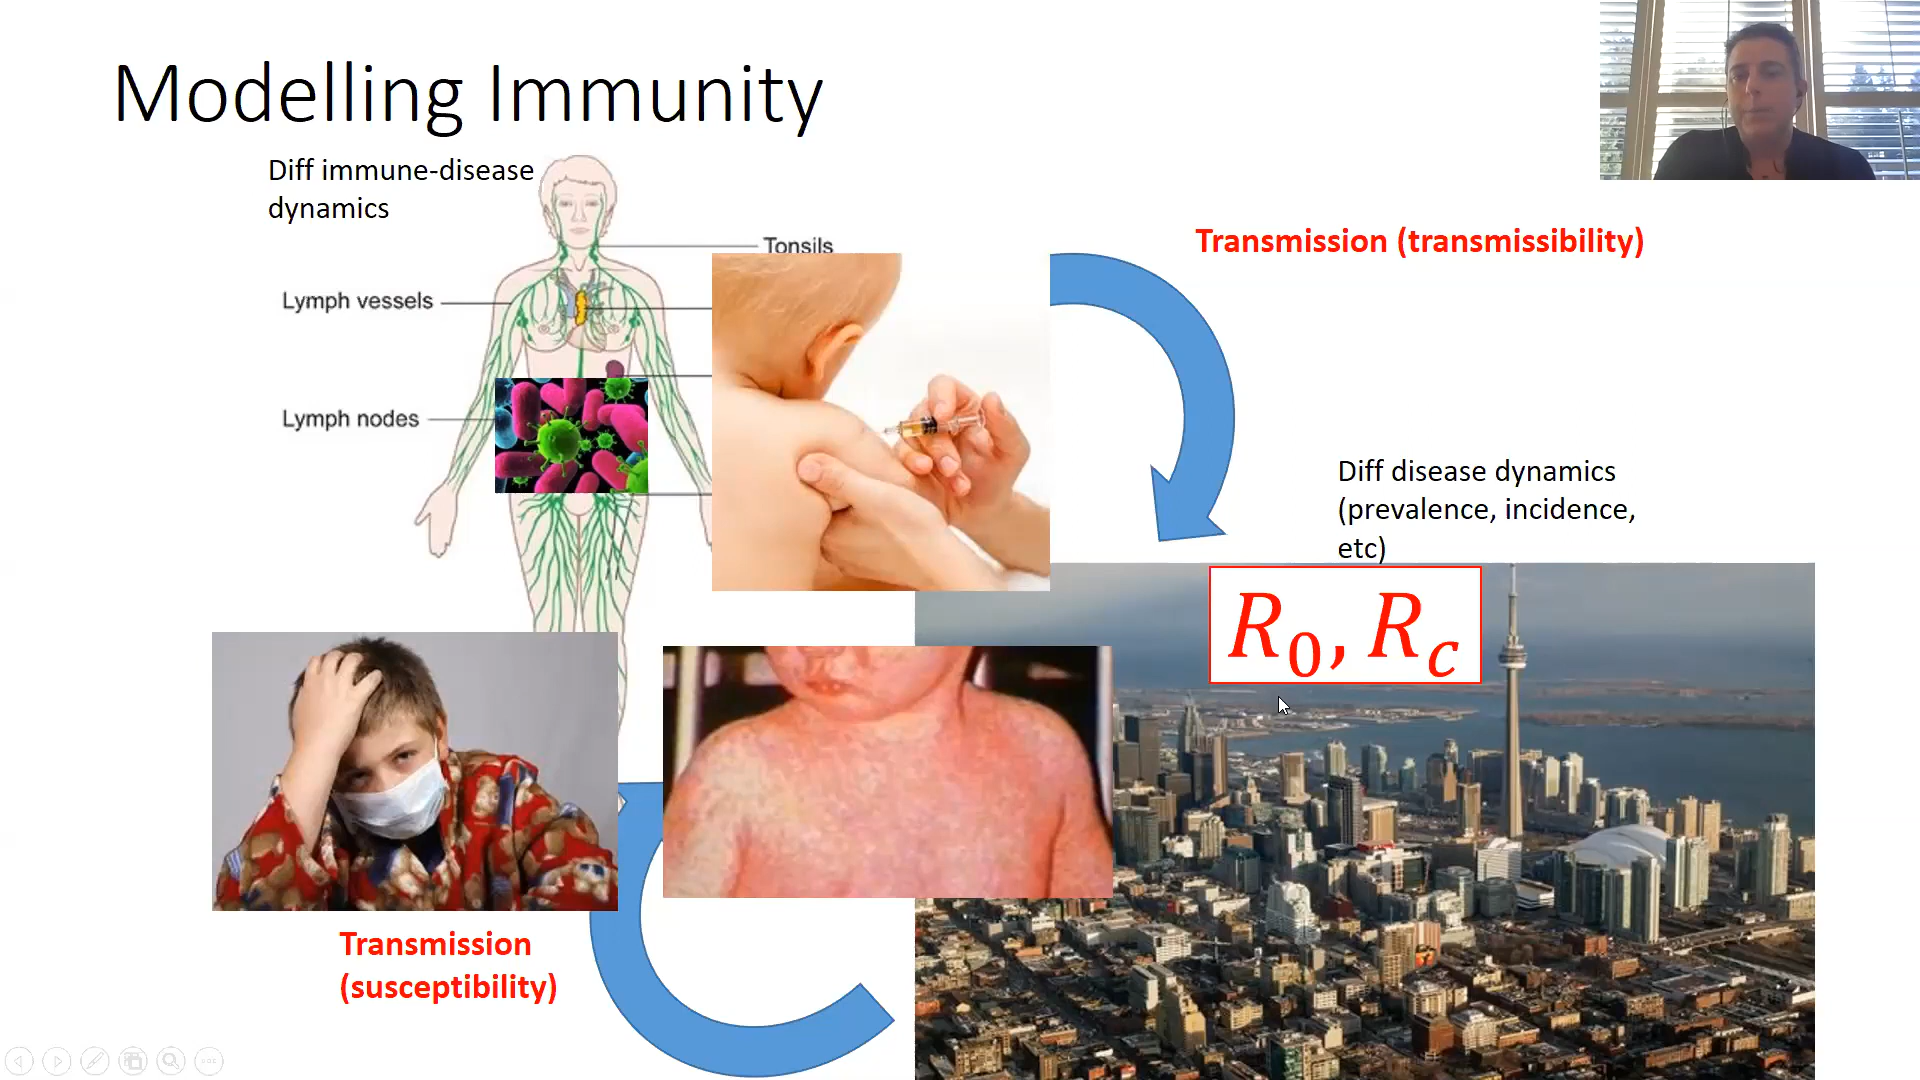 Modelling Immunity
Diff immune-disease
dynamics
Tonsils
Lymph vessels
Lymph nodes
Transmission (transmissibility)
Diff disease dynamics
(prevalence, incidence,
etc)
R₀, R_c
Transmission
(susceptibility)